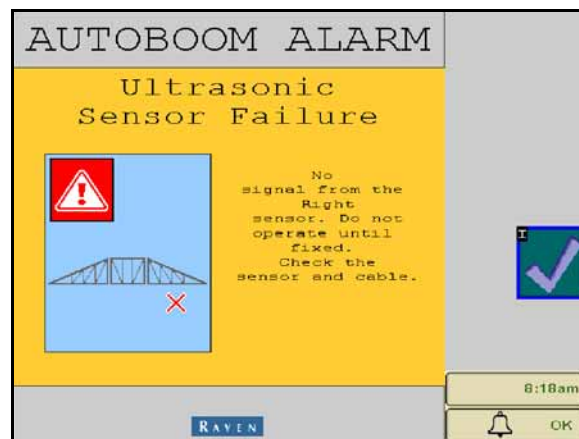 AUTOBOOM ALARM
Ultrasonic
Sensor Failure
No
signal from the
Right
sensor. Do not
operate until
fixed.
Check the
sensor and cable.
I
8:18am
OK
RAVEN